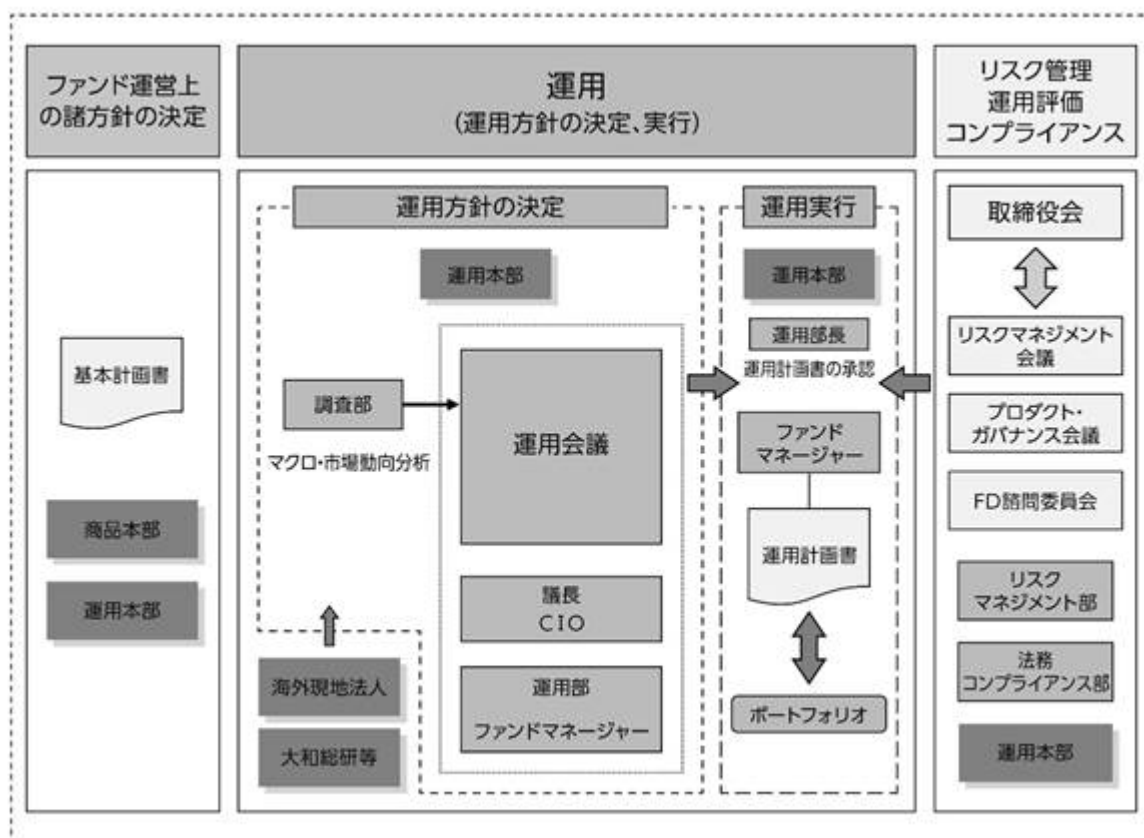 ファンド運営上
の諸方針の決定
基本計画書
商品本部
運用本部
運用
（運用方針の決定、実行）
運用方針の決定
運用本部
調査部
マクロ・市場動向分析
運用会議
議長
CIO
運用部
ファンドマネージャー
海外現地法人
大和総研等
運用実行
運用本部
運用部長
運用計画書の承認
ファンド
マネージャー
運用計画書
ポートフォリオ
リスク管理
運用評価
コンプライアンス
取締役会
リスクマネジメント
会議
プロダクト・
ガバナンス会議
FD諮問委員会
リスク
マネジメント部
法務
コンプライアンス部
運用本部